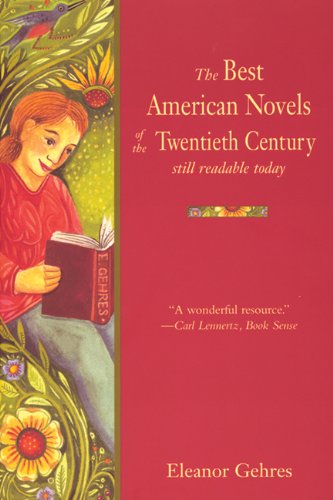 The Best
American Novels
of the Twentieth Century
still readable today
"A wonderful resource."
—Carl Lennertz, Book Sense
E. GEHRES.
Eleanor Gehres